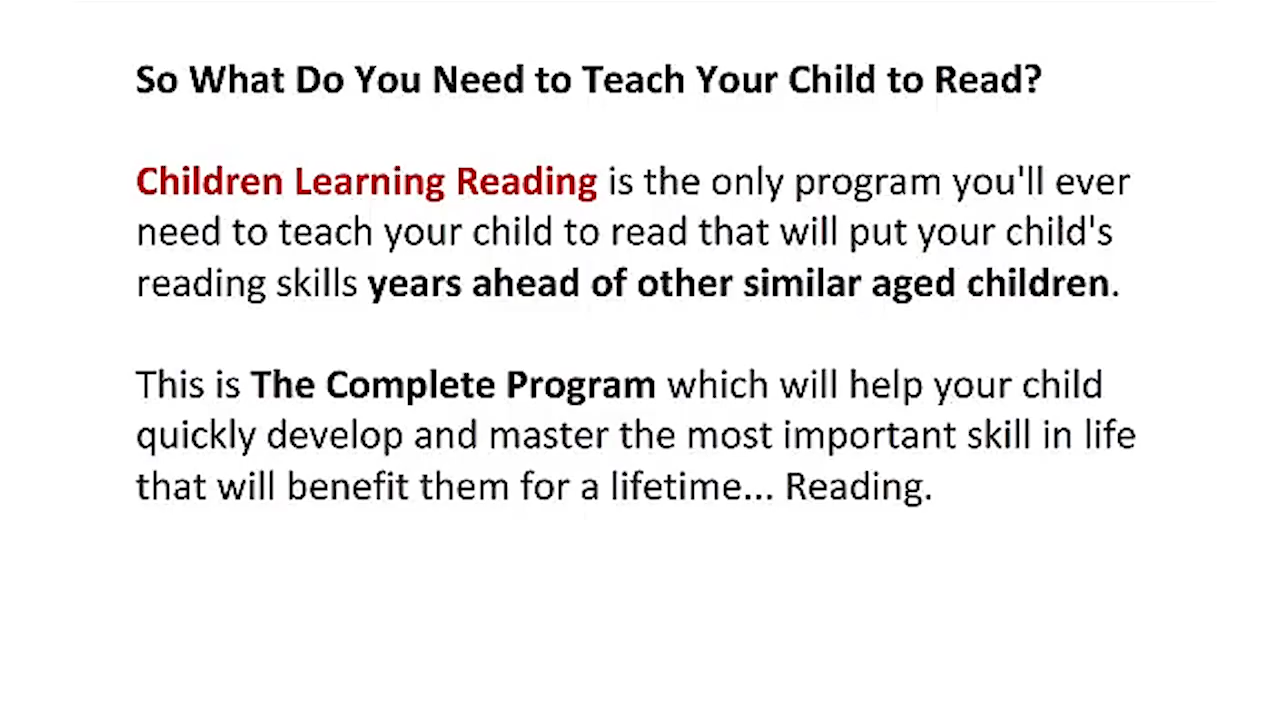 So What Do You Need to Teach Your Child to Read?
Children Learning Reading is the only program you'll ever
need to teach your child to read that will put your child's
reading skills years ahead of other similar aged children.
This is The Complete Program which will help your child
quickly develop and master the most important skill in life
that will benefit them for a lifetime... Reading.